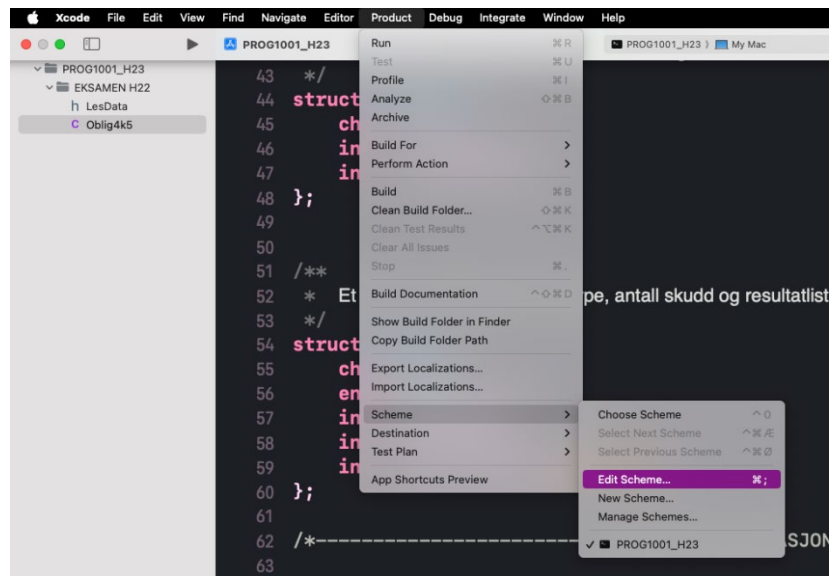 Xcode File Edit View Find Navigate Editor Product Debug Integrate Window Help
PROG1001_H23
PROG1001_H23 〉 My Mac
PROG1001_H23
EKSAMEN H22
h LesData
C Oblig4k5
43 */
44 struct
45 ch
46 in
47 in
48 };
49
50
51 /**
52 * Et pe, antall skudd og resultatlist
53 */
54 struct
55 ch
56 en
57 in
58 in
59 in
60 };
61
62 /*------------------------ SJON
63
Run ⌘R
Test ⌘U
Profile ⌘I
Analyze ⇧⌘B
Archive
Build For >
Perform Action >
Build ⌘B
Clean Build Folder... ⇧⌘K
Clean Test Results ^⌥⌘K
Clear All Issues
Stop ⌘.
Build Documentation ^⇧⌘D
Show Build Folder in Finder
Copy Build Folder Path
Export Localizations...
Import Localizations...
Scheme >
Destination >
Test Plan >
App Shortcuts Preview
Choose Scheme ^0
Select Next Scheme ^⌘Æ
Select Previous Scheme ^⌘Ø
Edit Scheme... ⌘;
New Scheme...
Manage Schemes...
✓ PROG1001_H23